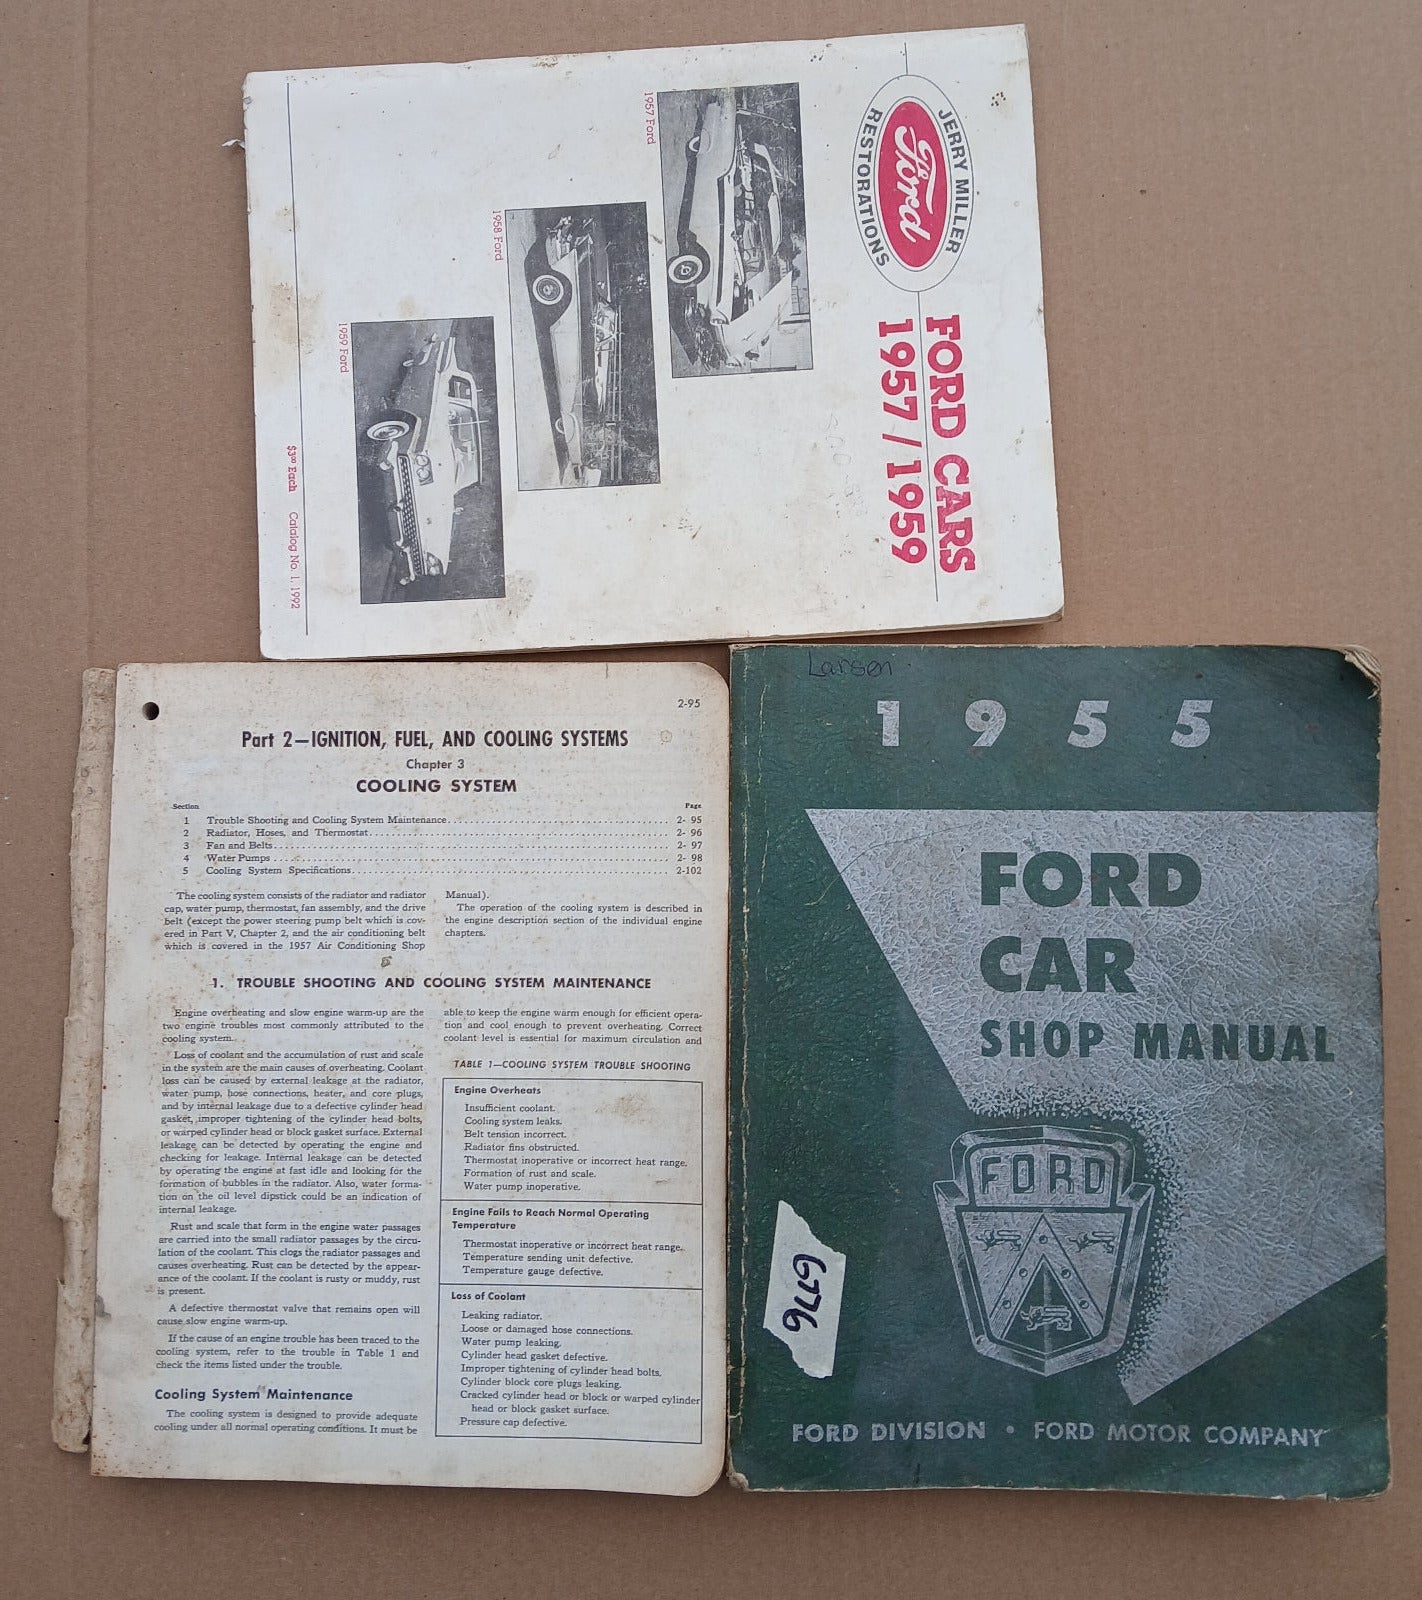 JERRY MILLER
Ford
RESTORATIONS
FORD CARS
1957 / 1959
1957 Ford
1958 Ford
1959 Ford
$3⁰⁰ Each Catalog No. 1, 1992
2-95
Part 2—IGNITION, FUEL, AND COOLING SYSTEMS
Chapter 3
COOLING SYSTEM
Section Page
1 Trouble Shooting and Cooling System Maintenance 2- 95
2 Radiator, Hoses, and Thermostat 2- 96
3 Fan and Belts 2- 97
4 Water Pumps 2- 98
5 Cooling System Specifications 2-102
The cooling system consists of the radiator and radiator
cap, water pump, thermostat, fan assembly, and the drive
belt (except the power steering pump belt which is cov-
ered in Part V, Chapter 2, and the air conditioning belt
which is covered in the 1957 Air Conditioning Shop
Manual).
The operation of the cooling system is described in
the engine description section of the individual engine
chapters.
1. TROUBLE SHOOTING AND COOLING SYSTEM MAINTENANCE
Engine overheating and slow engine warm-up are the
two engine troubles most commonly attributed to the
cooling system.
Loss of coolant and the accumulation of rust and scale
in the system are the main causes of overheating. Coolant
loss can be caused by external leakage at the radiator,
water pump, hose connections, heater, and core plugs,
and by internal leakage due to a defective cylinder head
gasket, improper tightening of the cylinder head bolts,
or warped cylinder head or block gasket surface. External
leakage can be detected by operating the engine and
checking for leakage. Internal leakage can be detected
by operating the engine at fast idle and looking for the
formation of bubbles in the radiator. Also, water forma-
tion on the oil level dipstick could be an indication of
internal leakage.
Rust and scale that form in the engine water passages
are carried into the small radiator passages by the circu-
lation of the coolant. This clogs the radiator passages and
causes overheating. Rust can be detected by the appear-
ance of the coolant. If the coolant is rusty or muddy, rust
is present.
A defective thermostat valve that remains open will
cause slow engine warm-up.
If the cause of an engine trouble has been traced to the
cooling system, refer to the trouble in Table 1 and
check the items listed under the trouble.
Cooling System Maintenance
The cooling system is designed to provide adequate
cooling under all normal operating conditions. It must be
able to keep the engine warm enough for efficient opera-
tion and cool enough to prevent overheating. Correct
coolant level is essential for maximum circulation and
TABLE 1—COOLING SYSTEM TROUBLE SHOOTING
Engine Overheats
Insufficient coolant.
Cooling system leaks.
Belt tension incorrect.
Radiator fins obstructed.
Thermostat inoperative or incorrect heat range.
Formation of rust and scale.
Water pump inoperative.
Engine Fails to Reach Normal Operating
Temperature
Thermostat inoperative or incorrect heat range.
Temperature sending unit defective.
Temperature gauge defective.
Loss of Coolant
Leaking radiator.
Loose or damaged hose connections.
Water pump leaking.
Cylinder head gasket defective.
Improper tightening of cylinder head bolts.
Cylinder block core plugs leaking.
Cracked cylinder head or block or warped cylinder
head or block gasket surface.
Pressure cap defective.
Larsen
1955
FORD
CAR
SHOP MANUAL
FORD
6776
FORD DIVISION • FORD MOTOR COMPANY